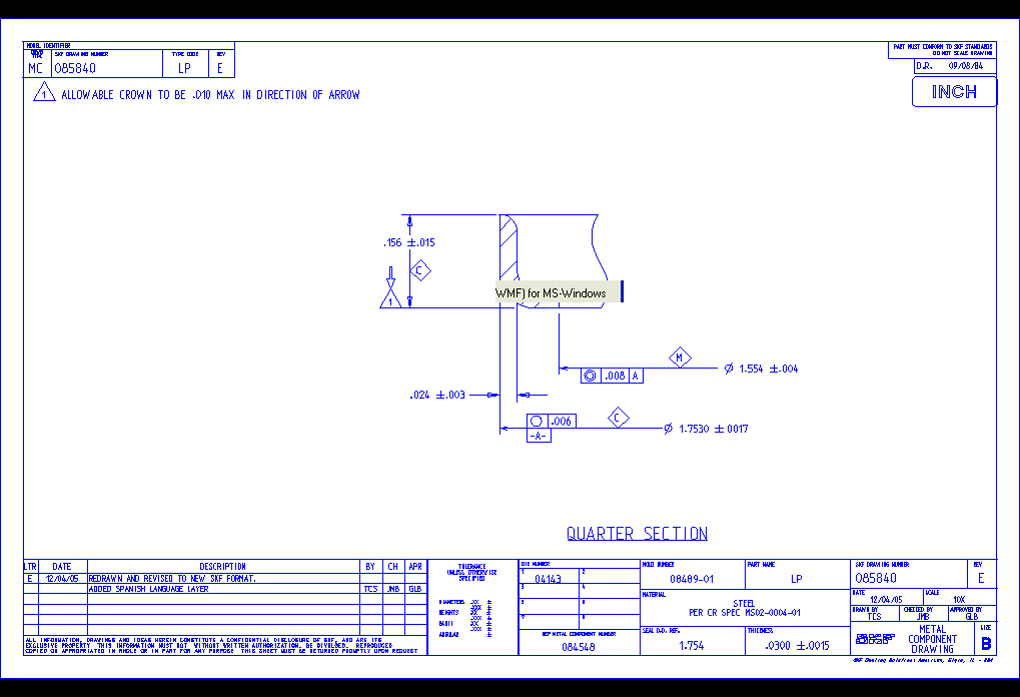 MODEL IDENTIFIER
TYPE
SKF DRAWING NUMBER
TYPE CODE
REV
MC
085840
LP
E
PART MUST CONFORM TO SKF STANDARDS
DO NOT SCALE DRAWING
D.R. 09/08/84
INCH
1 ALLOWABLE CROWN TO BE .010 MAX IN DIRECTION OF ARROW
.156 ±.015
C
1
WMF) for MS-Windows
M
Ø 1.554 ±.004
.008 A
.024 ±.003
C
.006
-A-
Ø 1.7530 ±0017
QUARTER SECTION
LTR DATE DESCRIPTION BY CH APR
E 12/04/05 REDRAWN AND REVISED TO NEW SKF FORMAT.
ADDED SPANISH LANGUAGE LAYER TCS JMB GLB
ALL INFORMATION, DRAWINGS AND IDEAS HEREIN CONSTITUTE A CONFIDENTIAL DISCLOSURE OF SKF, AND ARE ITS
EXCLUSIVE PROPERTY THIS INFORMATION MUST NOT WITHOUT WRITTEN AUTHORIZATION, BE DIVULGED, REPRODUCED
COPIED OR APPROPRIATED IN WHOLE OR IN PART FOR ANY PURPOSE THIS SHEET MUST BE RETURNED PROMPTLY UPON REQUEST
TOLERANCE
UNLESS OTHERWISE
SPECIFIED
DIAMETERS .XX ±
.XXX ±
HEIGHTS .XX ±
.XXX ±
RADII .XX ±
.XXX ±
ANGULAR ±
DIE NUMBER
1 04143 2
3 4
5 6
7 8
REF METAL COMPONENT NUMBER
084548
MOLD NUMBER
08489-01
PART NAME
LP
MATERIAL
STEEL
PER CR SPEC MS02-0004-01
SEAL O.D. REF.
1.754
THICKNESS
.0300 ±.0015
SKF DRAWING NUMBER
085840
REV
E
DATE
12/04/05
SCALE
10X
DRAWN BY
TCS
CHECKED BY
JMB
APPROVED BY
GLB
SKF
METAL
COMPONENT
DRAWING
SIZE
B
SKF Sealing Solutions Americas, Elgin, IL - USA